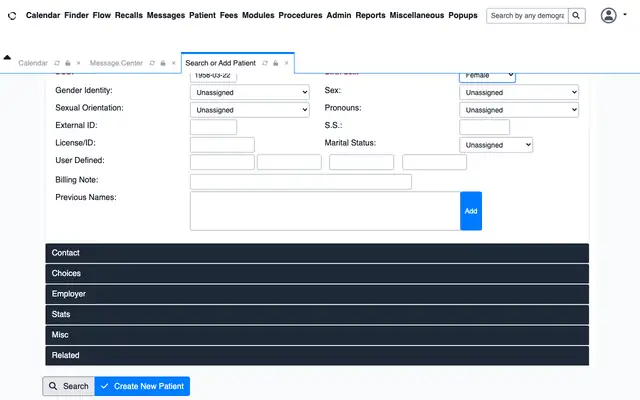 Calendar Finder Flow Recalls Messages Patient Fees Modules Procedures Admin Reports Miscellaneous Popups Search by any demogra
Calendar Message Center Search or Add Patient
1956-03-22 Female
Gender Identity: Unassigned Sex: Unassigned
Sexual Orientation: Unassigned Pronouns: Unassigned
External ID: S.S.:
License/ID: Marital Status: Unassigned
User Defined:
Billing Note:
Previous Names: Add
Contact
Choices
Employer
Stats
Misc
Related
Search Create New Patient